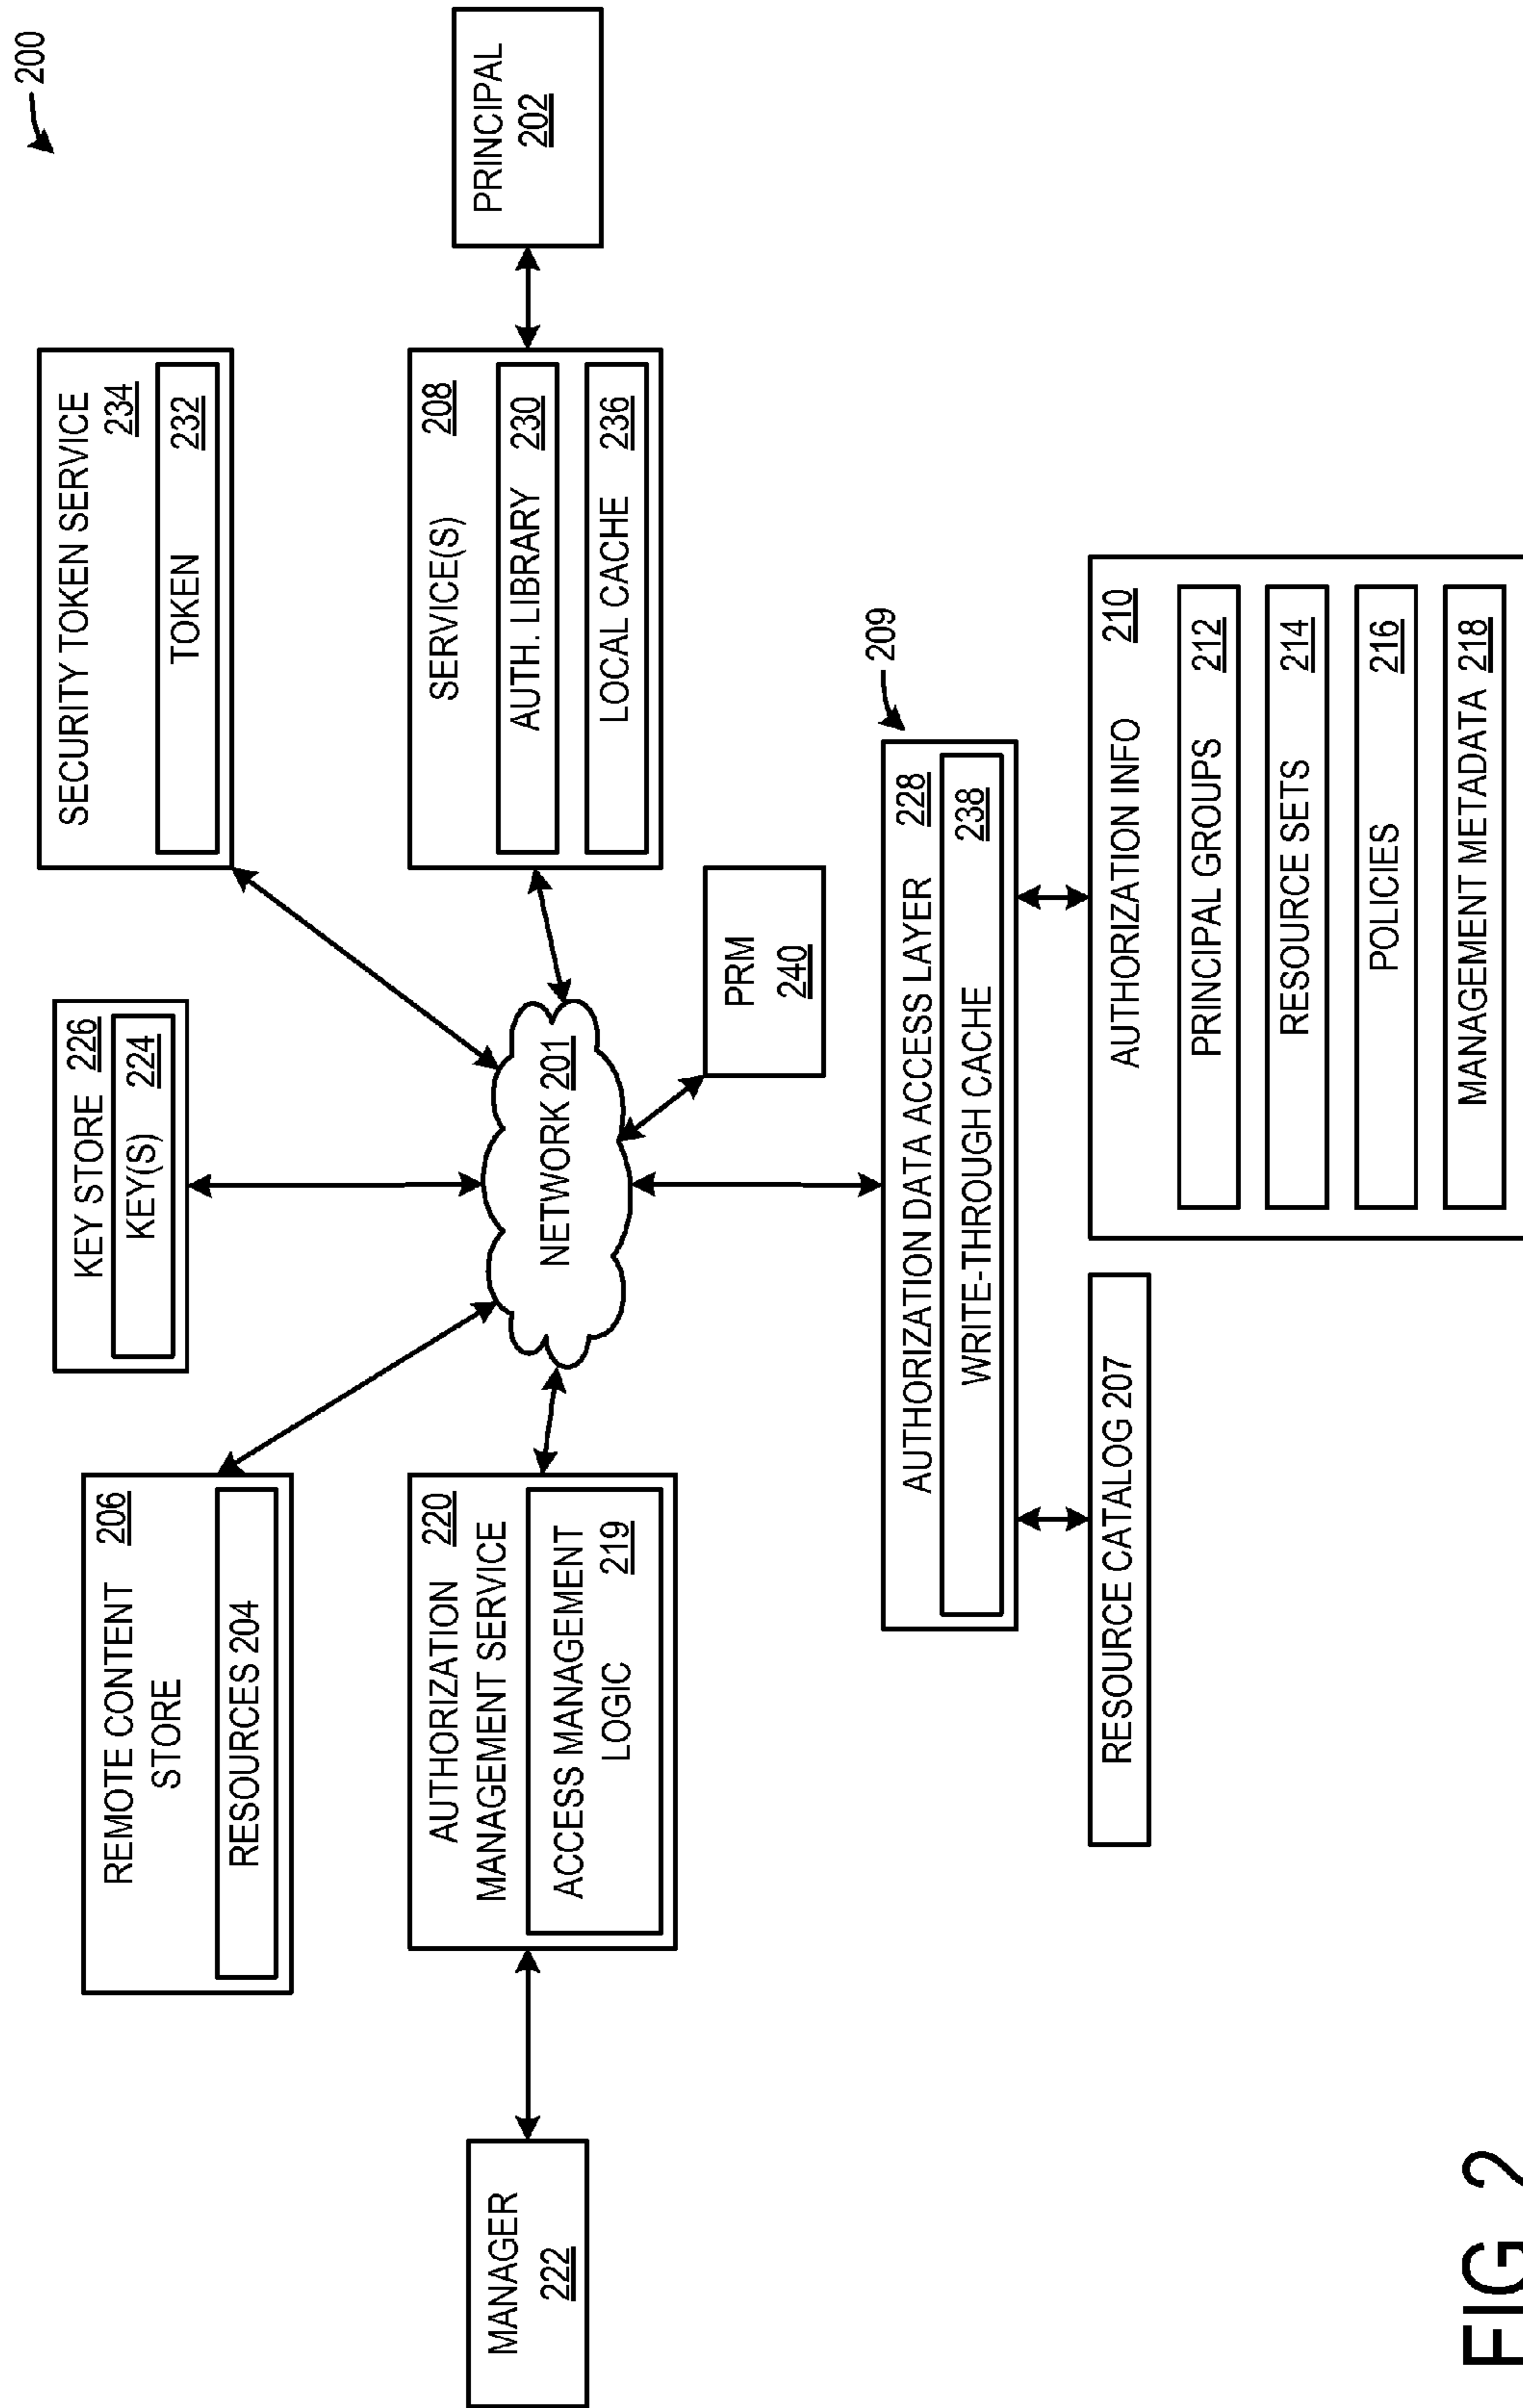 200
REMOTE CONTENT 206
STORE
RESOURCES 204
KEY STORE 226
KEY(S) 224
SECURITY TOKEN SERVICE
234
TOKEN 232
MANAGER
222
AUTHORIZATION 220
MANAGEMENT SERVICE
ACCESS MANAGEMENT
LOGIC 219
NETWORK 201
SERVICE(S) 208
AUTH. LIBRARY 230
LOCAL CACHE 236
PRINCIPAL
202
PRM
240
209
AUTHORIZATION DATA ACCESS LAYER 228
WRITE-THROUGH CACHE 238
RESOURCE CATALOG 207
AUTHORIZATION INFO 210
PRINCIPAL GROUPS 212
RESOURCE SETS 214
POLICIES 216
MANAGEMENT METADATA 218
FIG 2